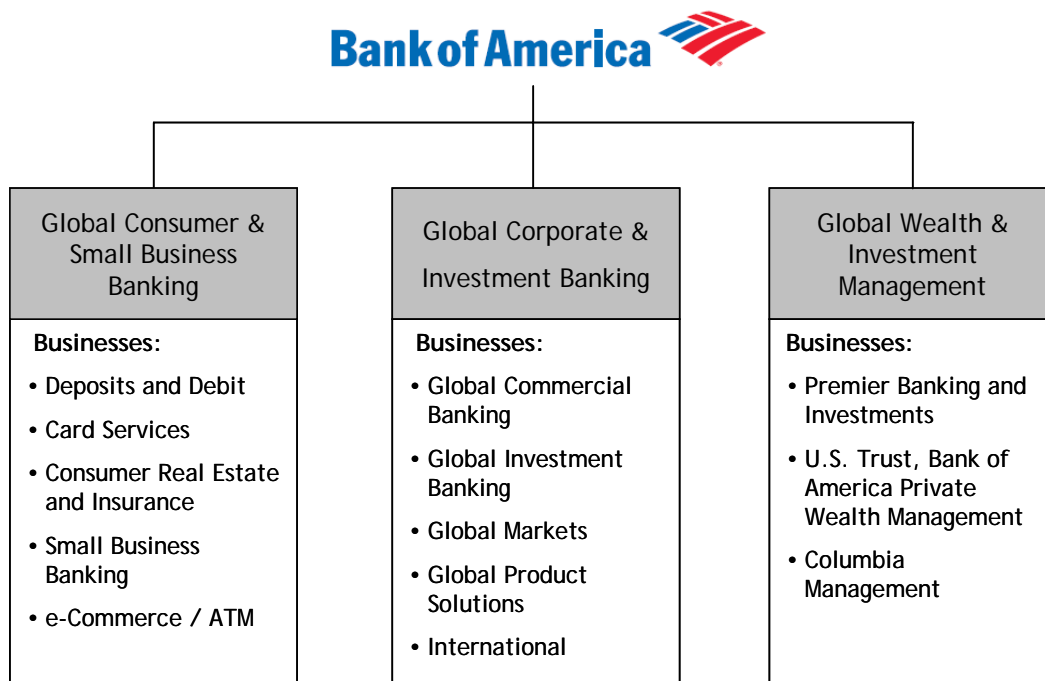 Bank of America
Global Consumer &
Small Business
Banking
Businesses:
• Deposits and Debit
• Card Services
• Consumer Real Estate
and Insurance
• Small Business
Banking
• e-Commerce / ATM
Global Corporate &
Investment Banking
Businesses:
• Global Commercial
Banking
• Global Investment
Banking
• Global Markets
• Global Product
Solutions
• International
Global Wealth &
Investment
Management
Businesses:
• Premier Banking and
Investments
• U.S. Trust, Bank of
America Private
Wealth Management
• Columbia
Management